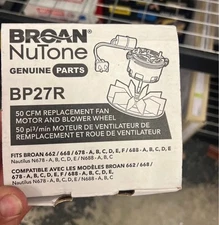 BROAN®
NuTone®
GENUINE PARTS
BP27R
50 CFM REPLACEMENT FAN
MOTOR AND BLOWER WHEEL
50 pi³/min MOTEUR DE VENTILATEUR DE
REMPLACEMENT ET ROUE DE VENTILATEUR
FITS BROAN 662 / 668 / 678 - A, B, C, D, E / 688 - A, B, C
Nautilus N678 - A, B, C, D, E / N688 - A, B, C
COMPATIBLE AVEC LES MODÈLES BROAN 662 / 668 /
678 - A, B, C, D, E
Nautilus N678 - A, B, C, D, E / N688 - A, B, C